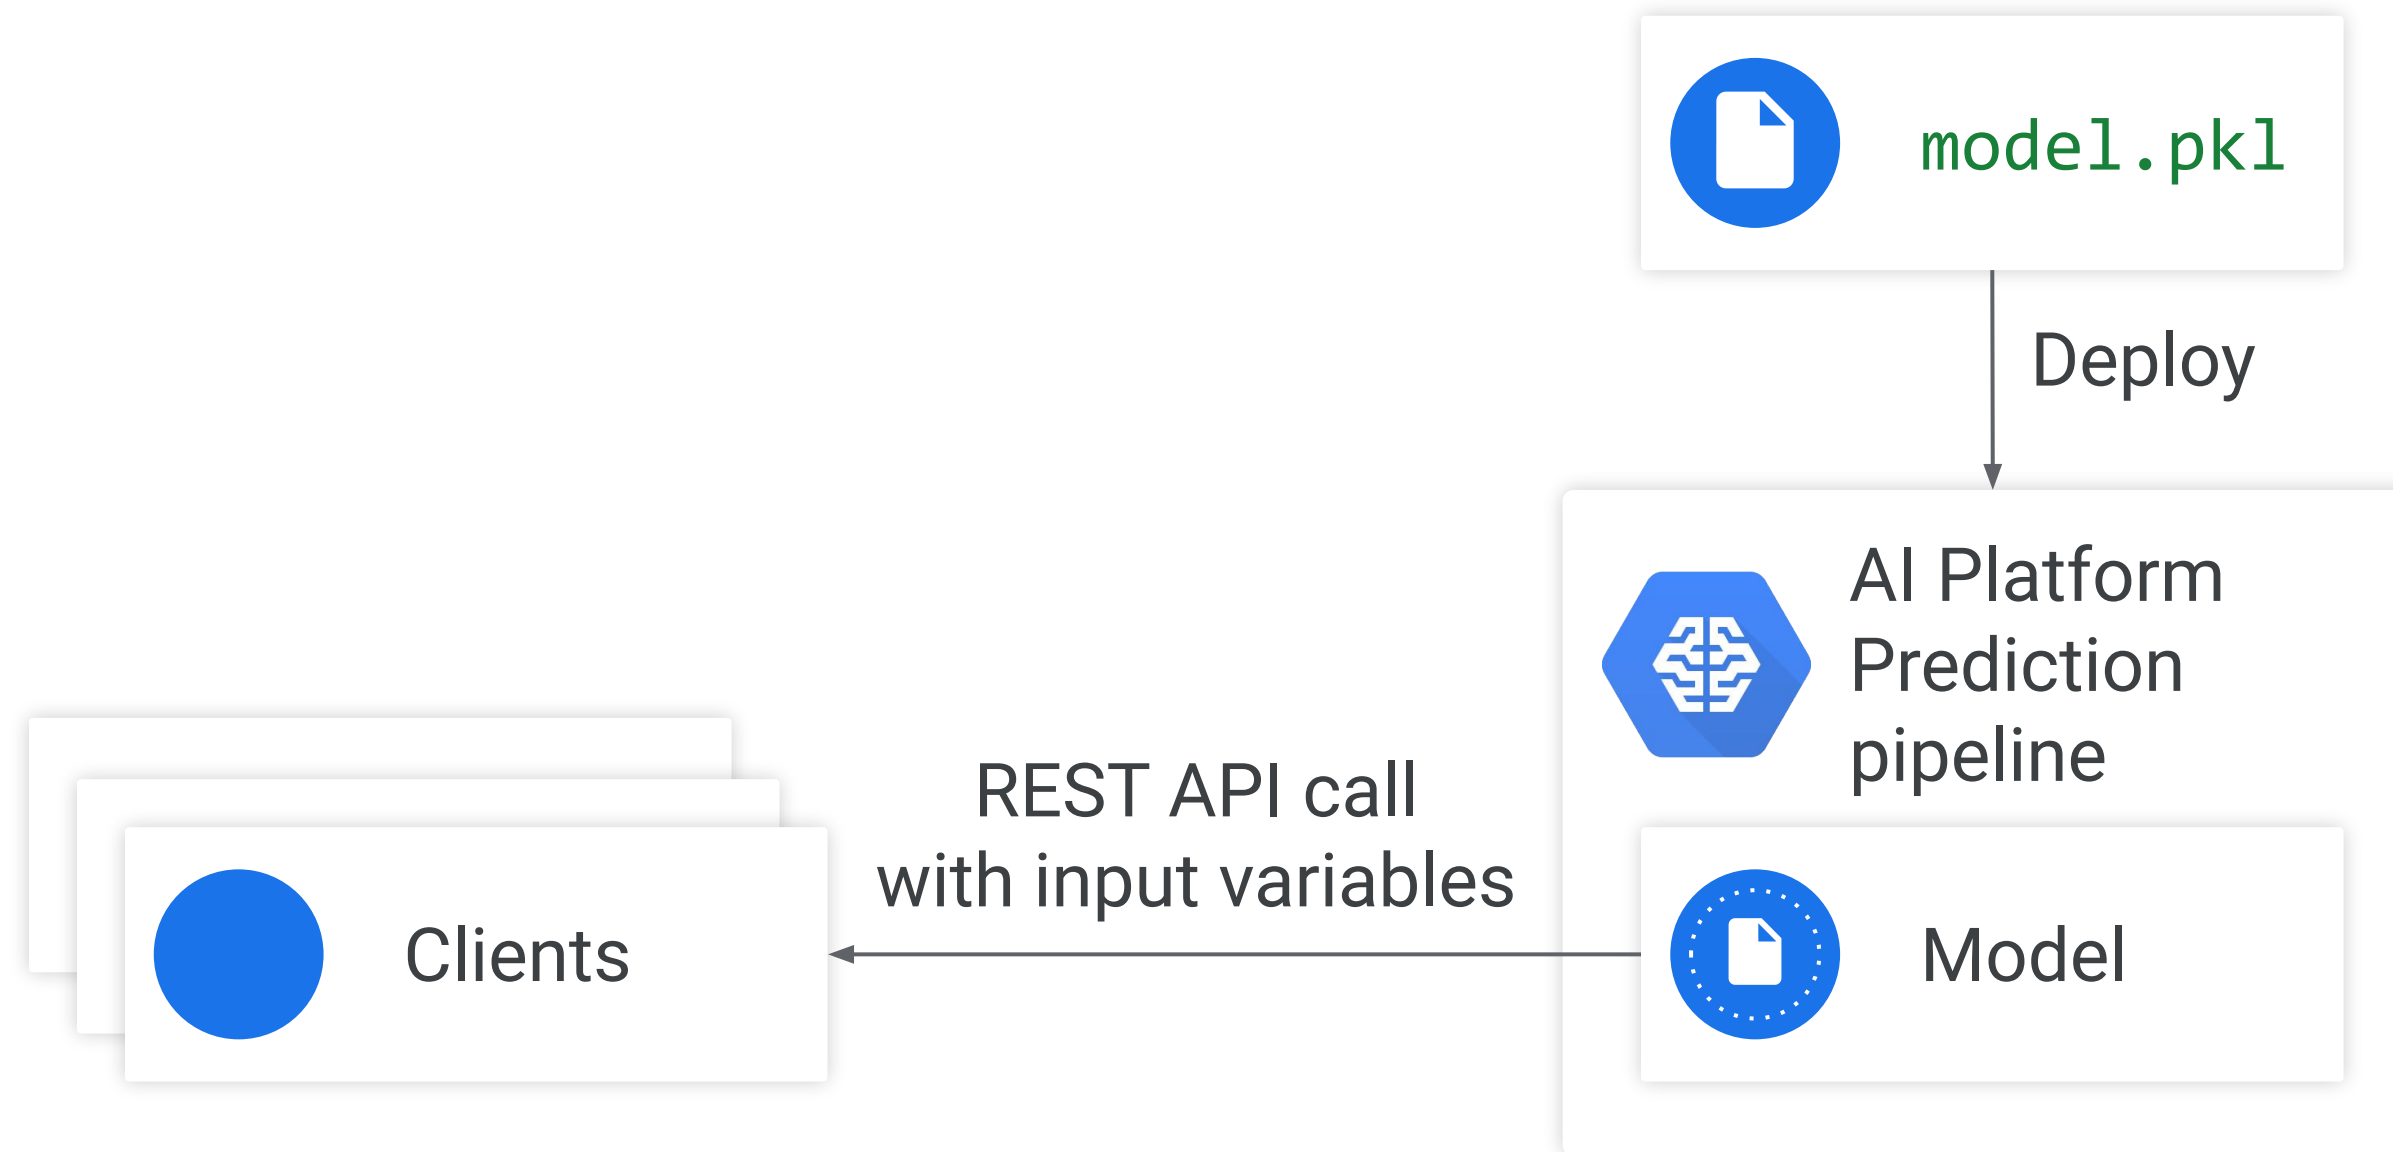 model.pkl
Deploy
AI Platform
Prediction
pipeline
REST API call
with input variables
Clients
Model